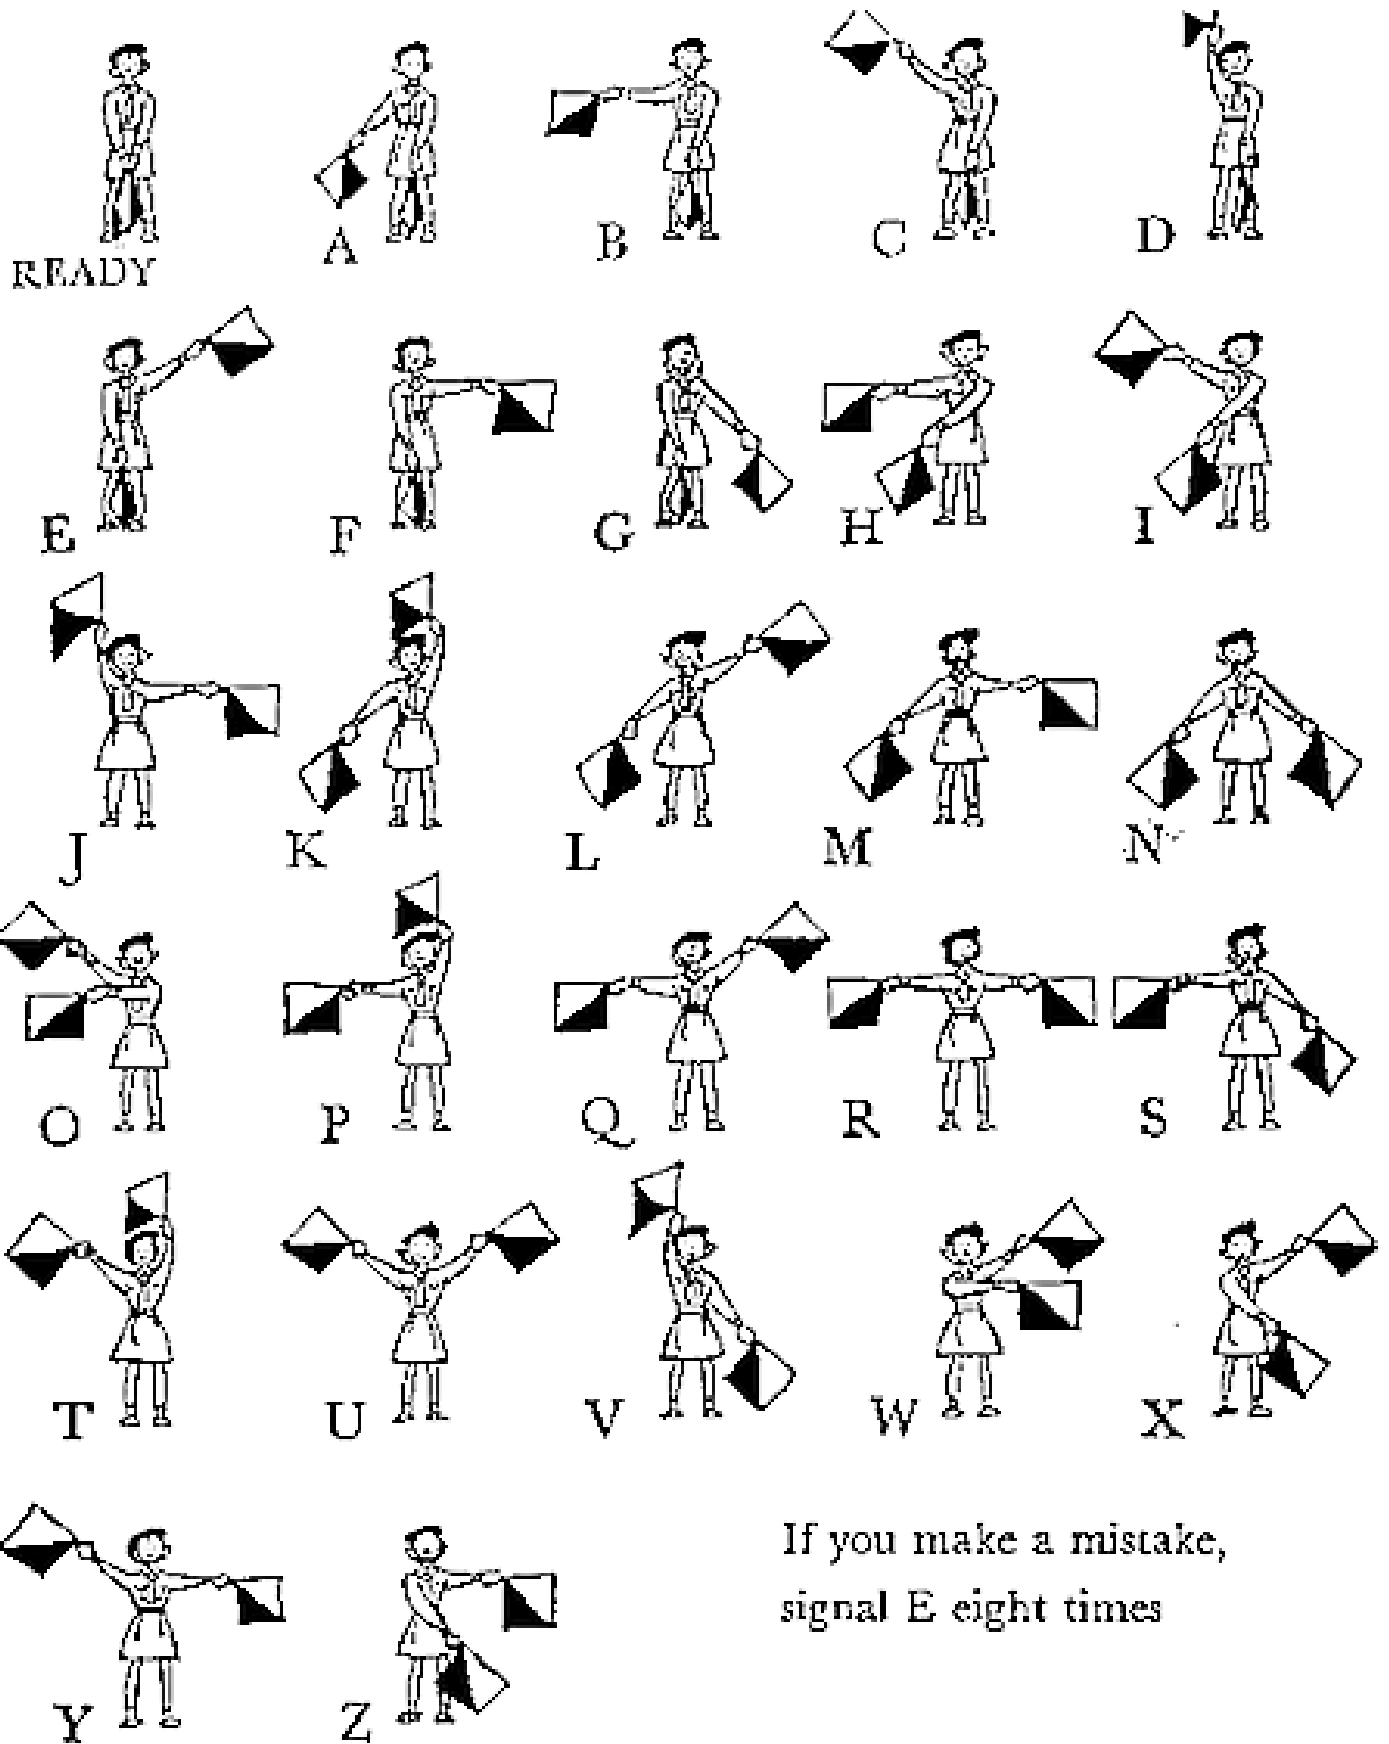 READY A B C D
E F G H I
J K L M N
O P Q R S
T U V W X
Y Z
If you make a mistake,
signal E eight times